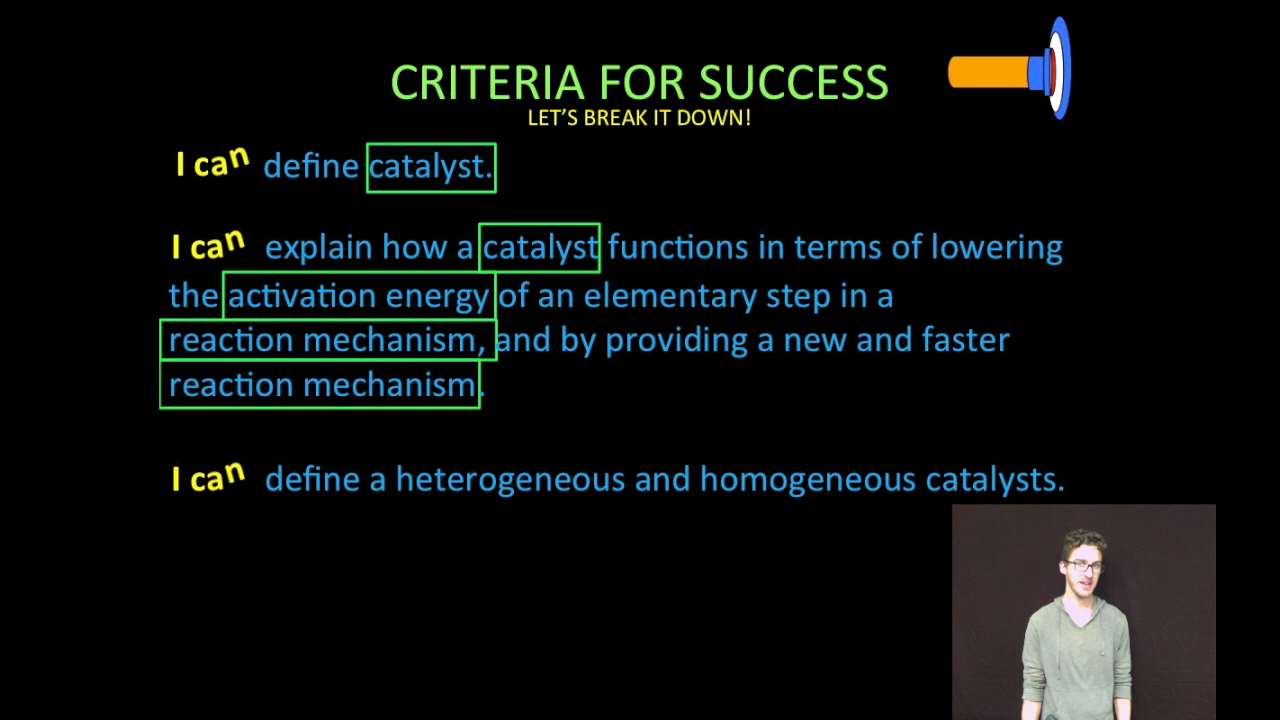 CRITERIA FOR SUCCESS
LET'S BREAK IT DOWN!
I can define catalyst.
I can explain how a catalyst functions in terms of lowering
the activation energy of an elementary step in a
reaction mechanism, and by providing a new and faster
reaction mechanism.
I can define a heterogeneous and homogeneous catalysts.